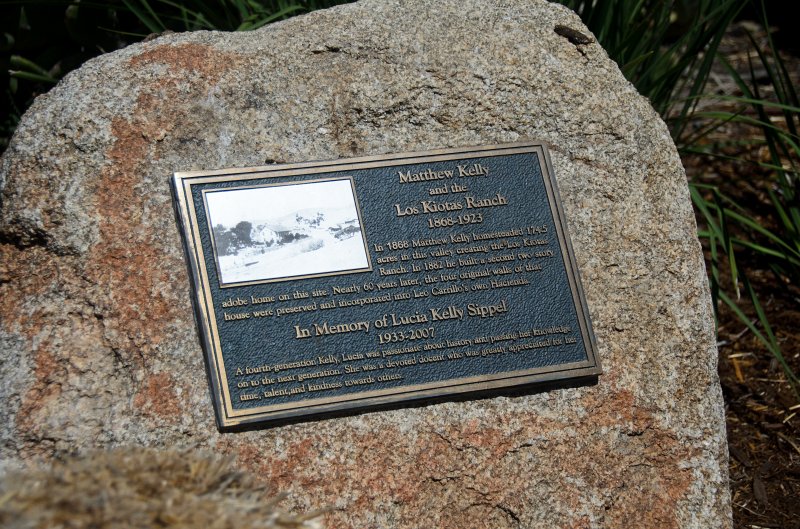 Matthew Kelly
and the
Los Kiotas Ranch
1868-1923
In 1868 Matthew Kelly homesteaded 174.5
acres in this valley, creating the Los Kiotas
Ranch. In 1882 he built a second two story
adobe home on this site. Nearly 60 years later, the four original walls of that
house were preserved and incorporated into Leo Carrillo's own Hacienda.
In Memory of Lucia Kelly Sippel
1933-2007
A fourth-generation Kelly, Lucia was passionate about history and passing her knowledge
on to the next generation. She was a devoted docent who was greatly appreciated for her
time, talent,and kindness towards others.